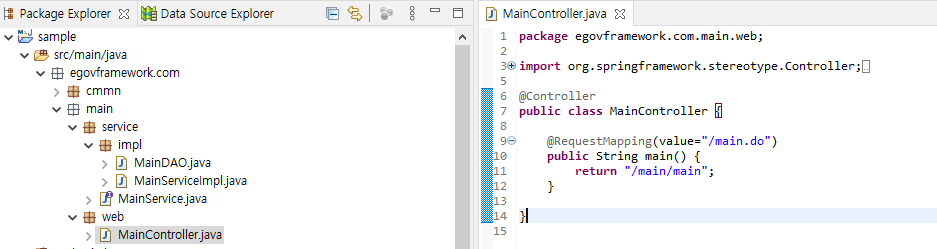 Package Explorer
Data Source Explorer
sample
src/main/java
egovframework.com
cmmn
main
service
impl
MainDAO.java
MainServiceImpl.java
MainService.java
web
MainController.java
MainController.java
1 package egovframework.com.main.web;
2
3 import org.springframework.stereotype.Controller;
5
6 @Controller
7 public class MainController {
8
9 @RequestMapping(value="/main.do")
10 public String main() {
11 return "/main/main";
12 }
13
14 }
15